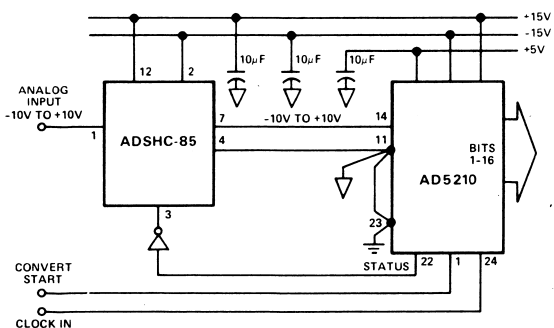 +15V
-15V
+5V
10μF 10μF 10μF
12 2
ANALOG
INPUT
-10V TO +10V
1
ADSHC-85
7 -10V TO +10V 14
4 11
BITS
1-16
AD5210
3
23
STATUS 22 1 24
CONVERT
START
CLOCK IN